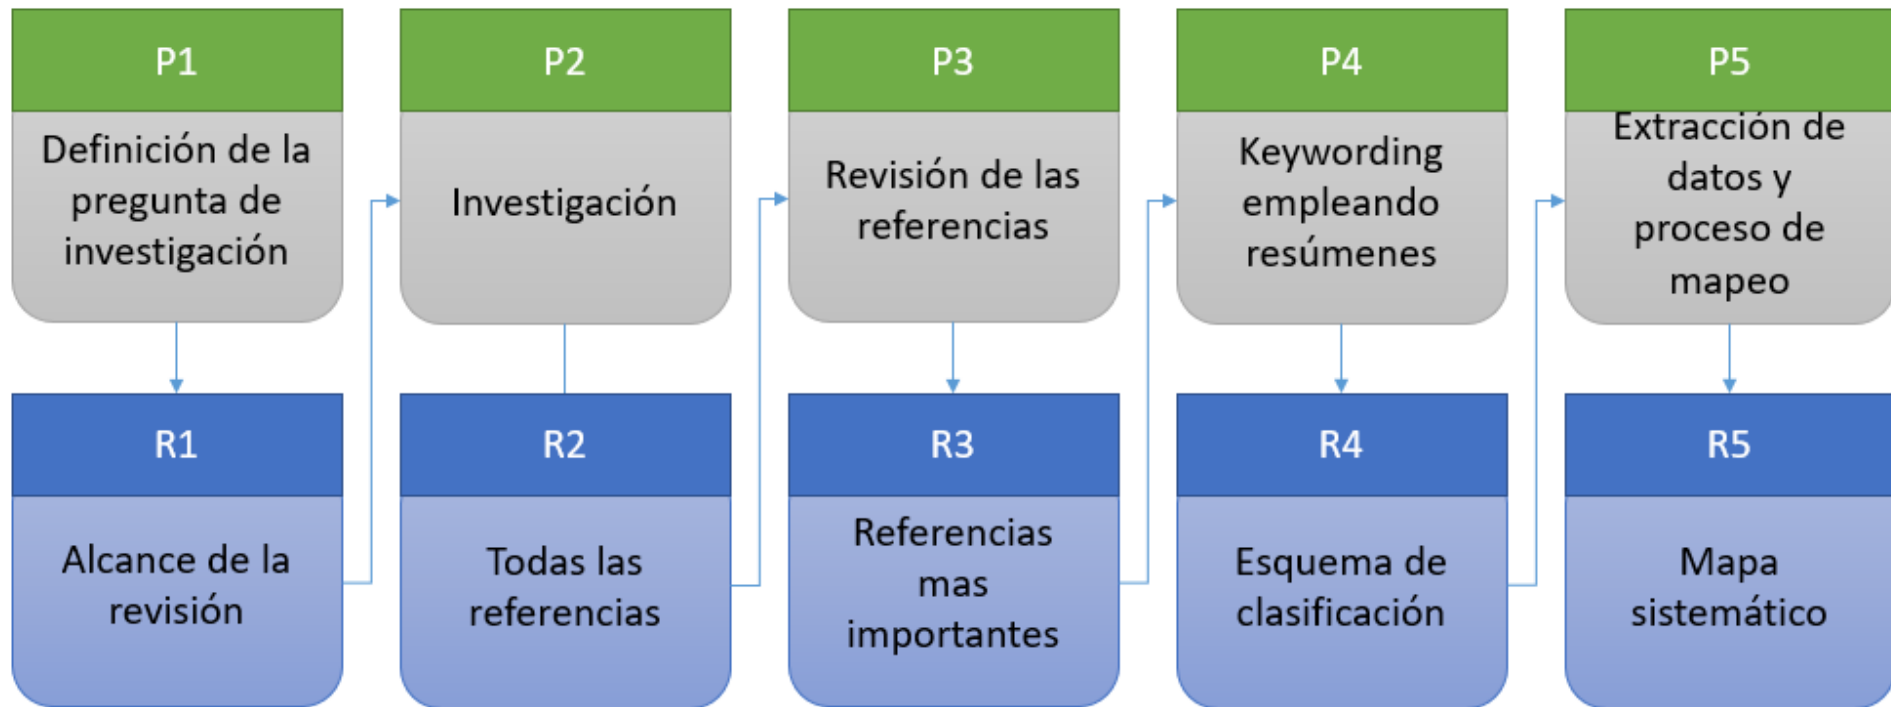 P1
Definición de la
pregunta de
investigación
P2
Investigación
P3
Revisión de las
referencias
P4
Keywording
empleando
resúmenes
P5
Extracción de
datos y
proceso de
mapeo
R1
Alcance de la
revisión
R2
Todas las
referencias
R3
Referencias
mas
importantes
R4
Esquema de
clasificación
R5
Mapa
sistemático